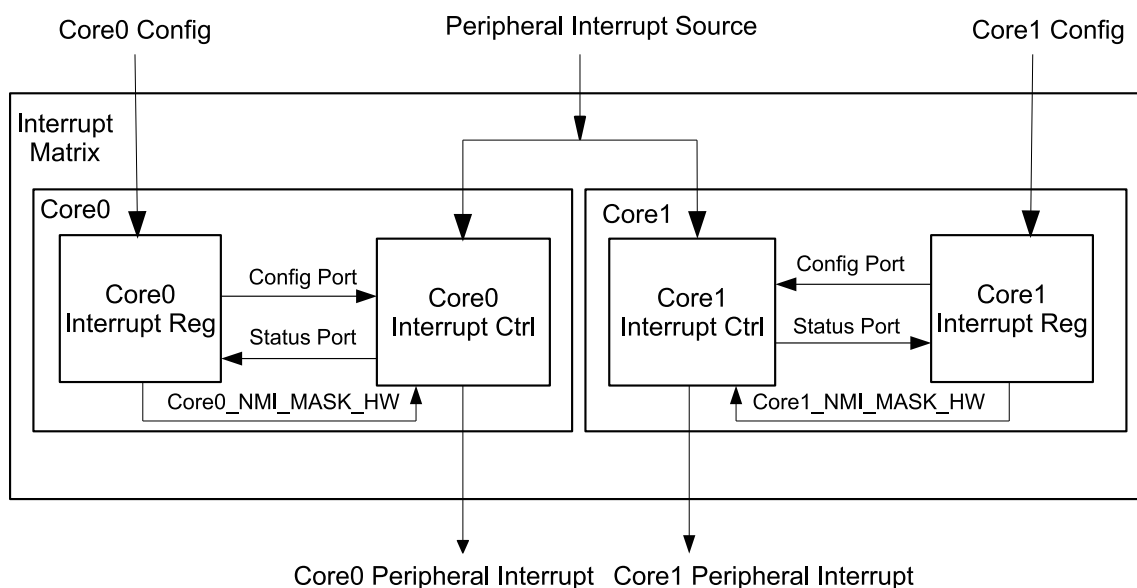 Core0 Config
Peripheral Interrupt Source
Core1 Config
Interrupt
Matrix
Core0
Core0
Interrupt Reg
Config Port
Status Port
Core0
Interrupt Ctrl
Core0_NMI_MASK_HW
Core1
Core1
Interrupt Ctrl
Config Port
Status Port
Core1
Interrupt Reg
Core1_NMI_MASK_HW
Core0 Peripheral Interrupt
Core1 Peripheral Interrupt